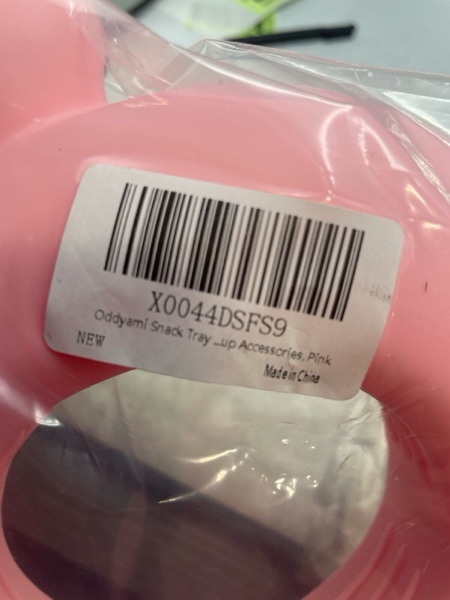 X0044DSFS9
Oddyami Snack Tray ...up Accessories, Pink
NEW
Made in China